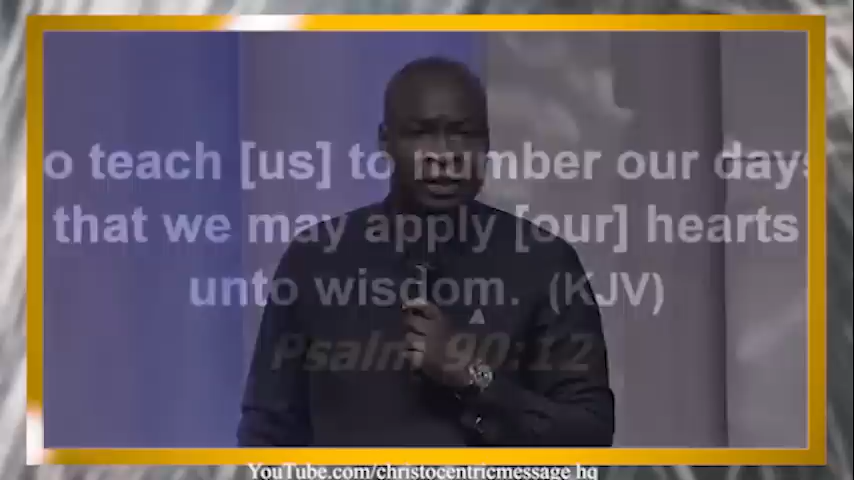 o teach [us] to number our days
that we may apply [our] hearts
unto wisdom. (KJV)
Psalm 90:12
YouTube.com/christocentricmessage hq